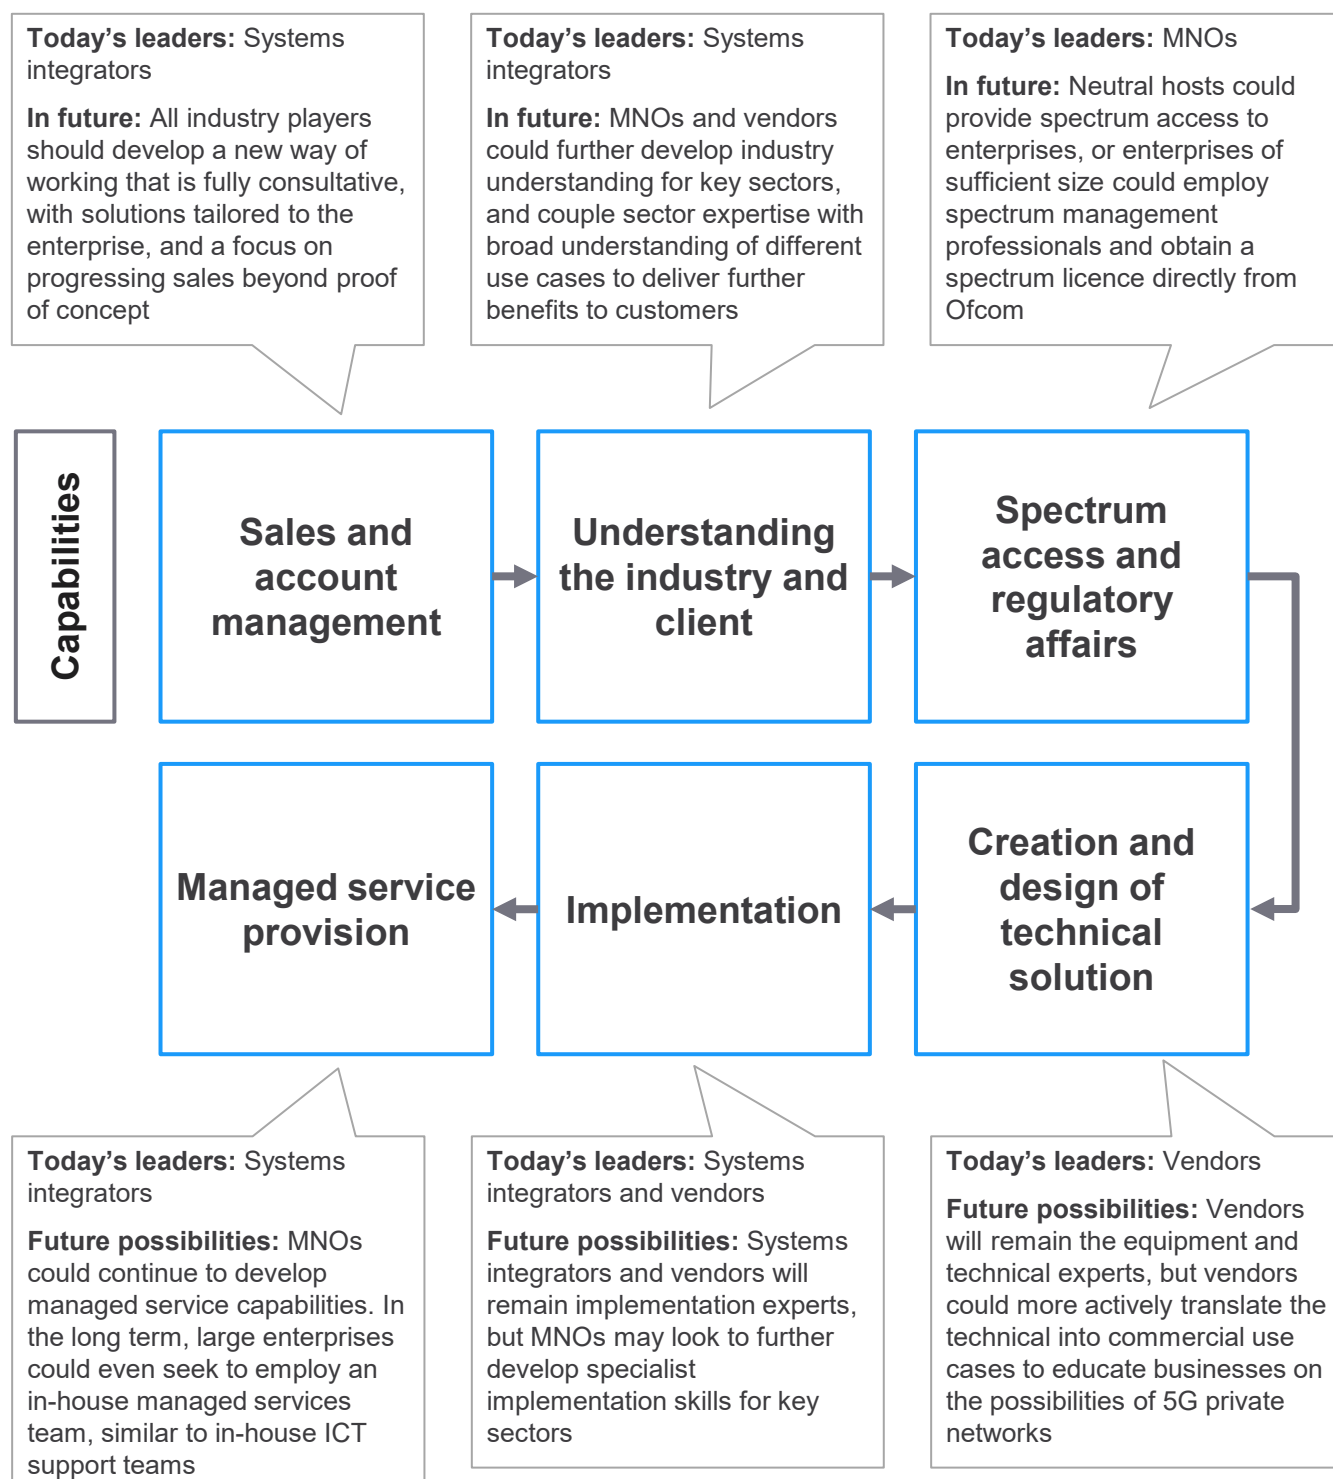 Today's leaders: Systems
integrators
In future: All industry players
should develop a new way of
working that is fully consultative,
with solutions tailored to the
enterprise, and a focus on
progressing sales beyond proof
of concept
Today's leaders: Systems
integrators
In future: MNOs and vendors
could further develop industry
understanding for key sectors,
and couple sector expertise with
broad understanding of different
use cases to deliver further
benefits to customers
Today's leaders: MNOs
In future: Neutral hosts could
provide spectrum access to
enterprises, or enterprises of
sufficient size could employ
spectrum management
professionals and obtain a
spectrum licence directly from
Ofcom
Capabilities
Sales and
account
management
Understanding
the industry and
client
Spectrum
access and
regulatory
affairs
Managed service
provision
Implementation
Creation and
design of
technical
solution
Today's leaders: Systems
integrators
Future possibilities: MNOs
could continue to develop
managed service capabilities. In
the long term, large enterprises
could even seek to employ an
in-house managed services
team, similar to in-house ICT
support teams
Today's leaders: Systems
integrators and vendors
Future possibilities: Systems
integrators and vendors will
remain implementation experts,
but MNOs may look to further
develop specialist
implementation skills for key
sectors
Today's leaders: Vendors
Future possibilities: Vendors
will remain the equipment and
technical experts, but vendors
could more actively translate the
technical into commercial use
cases to educate businesses on
the possibilities of 5G private
networks